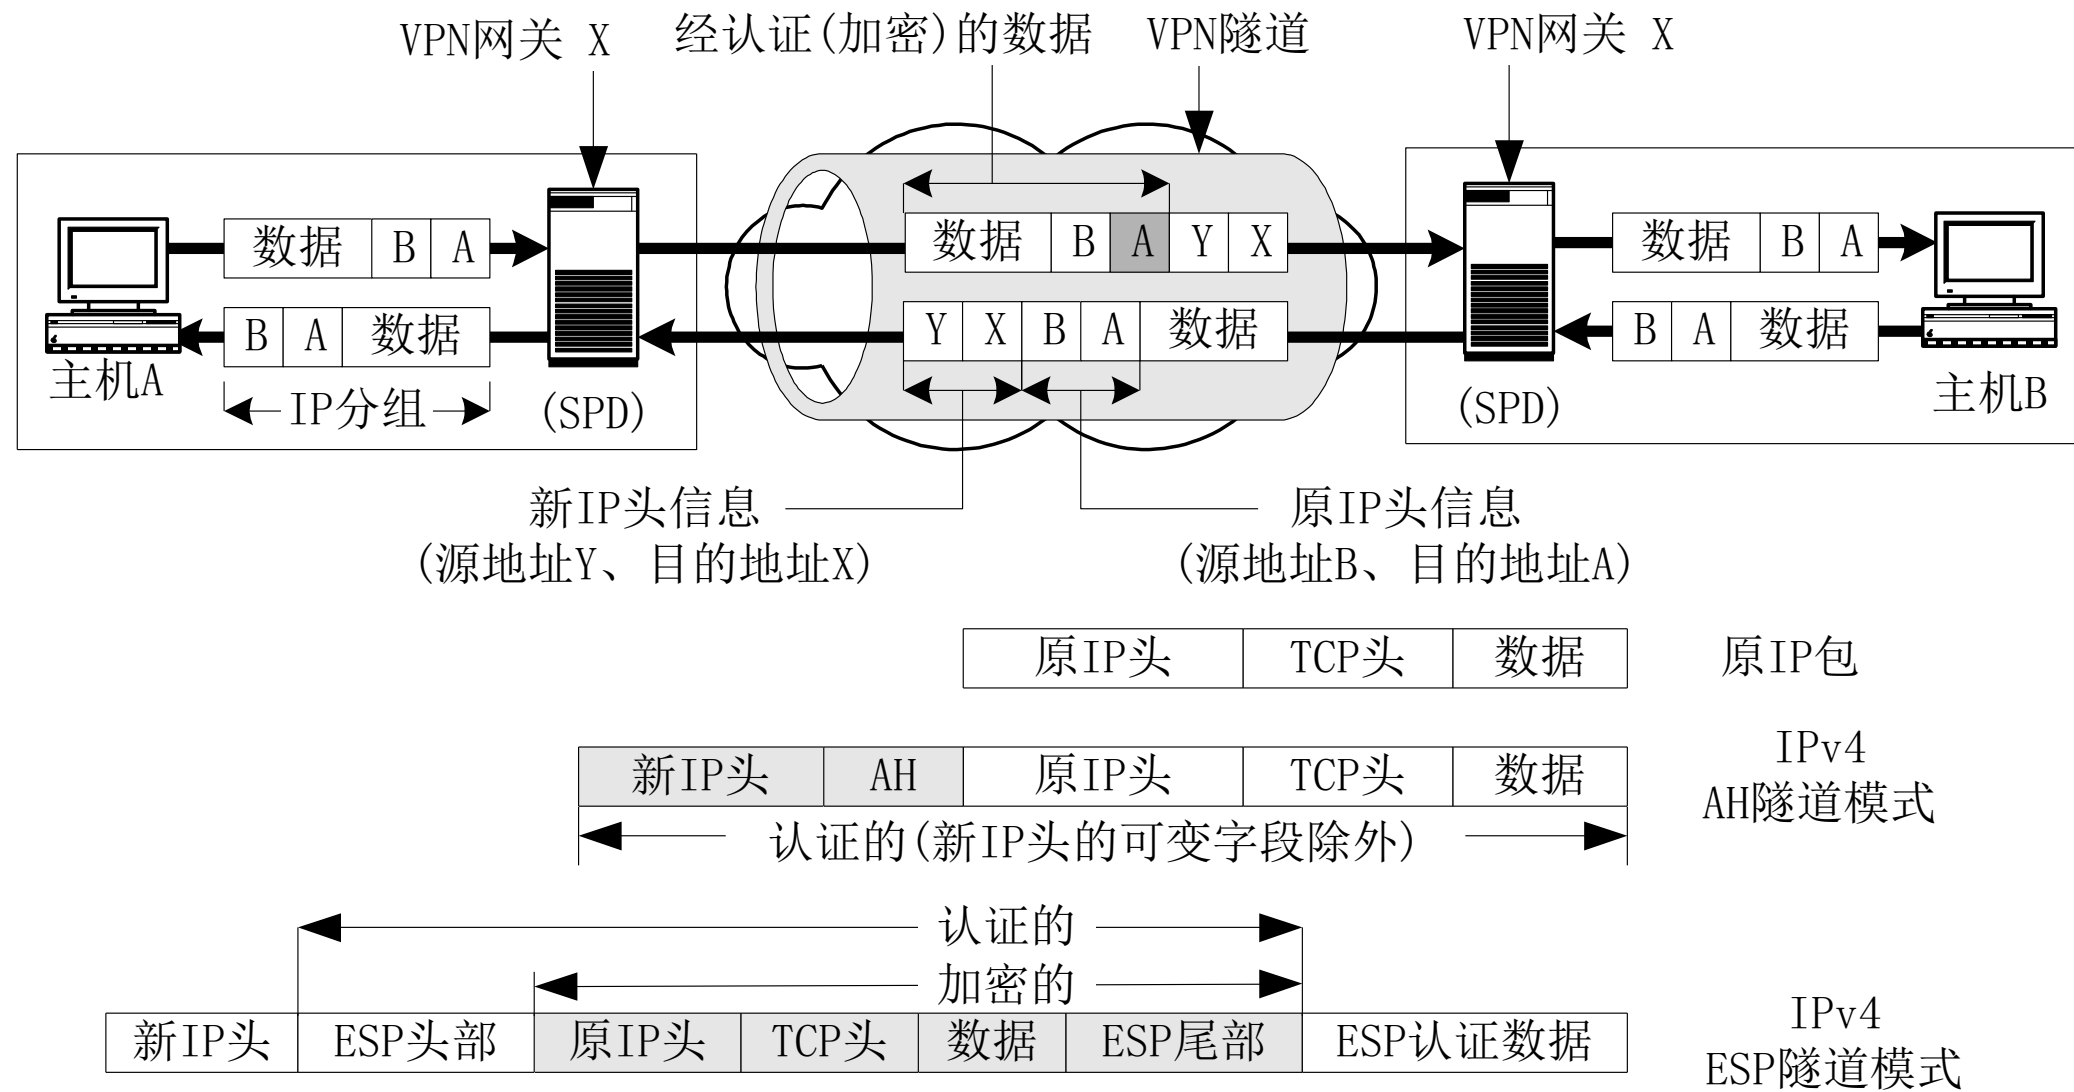 VPN网关 X
经认证(加密)的数据
VPN隧道
VPN网关 X
数据 B A
数据 B A Y X
数据 B A
B A 数据
Y X B A 数据
B A 数据
主机A
IP分组
(SPD)
(SPD)
主机B
新IP头信息
(源地址Y、目的地址X)
原IP头信息
(源地址B、目的地址A)
原IP头 TCP头 数据
原IP包
新IP头 AH 原IP头 TCP头 数据
IPv4
AH隧道模式
认证的(新IP头的可变字段除外)
认证的
加密的
新IP头 ESP头部 原IP头 TCP头 数据 ESP尾部 ESP认证数据
IPv4
ESP隧道模式